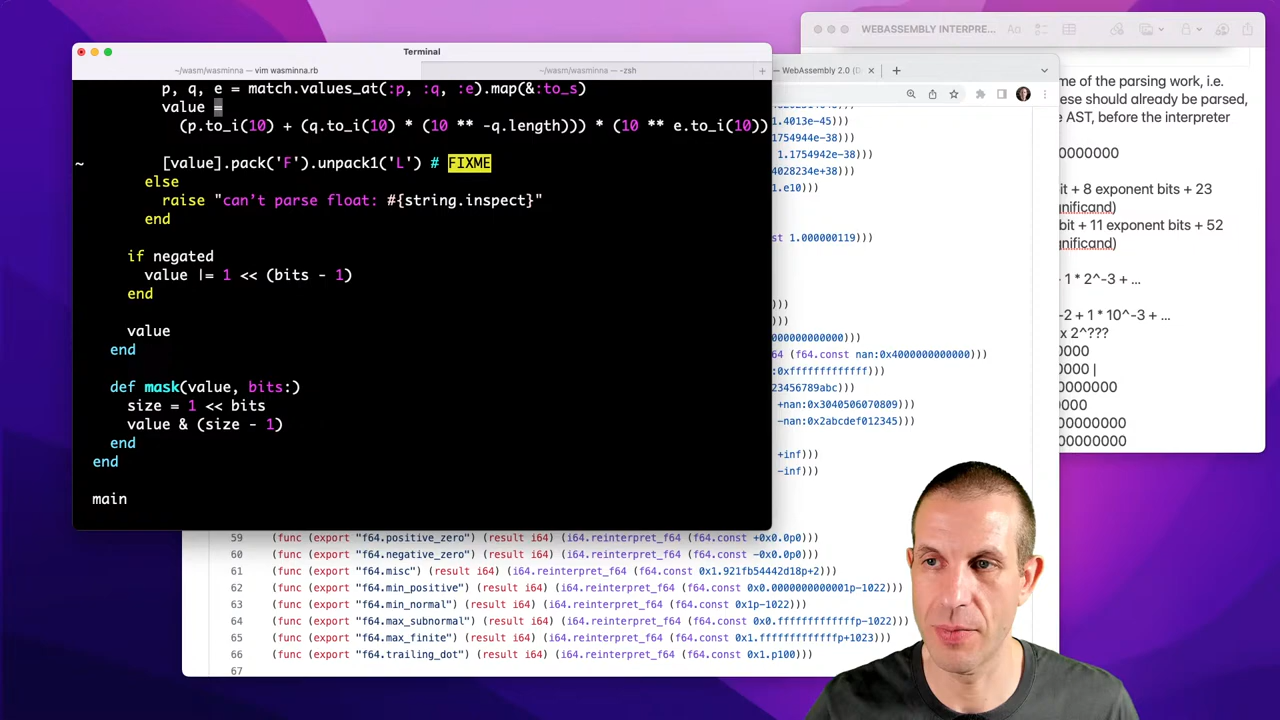 WEBASSEMBLY INTERPRE...
Aa
Terminal
~/wasm/wasminna — vim wasminna.rb
~/wasm/wasminna — -zsh
p, q, e = match.values_at(:p, :q, :e).map(&:to_s)
value =
(p.to_i(10) + (q.to_i(10) * (10 ** -q.length))) * (10 ** e.to_i(10))
~ [value].pack('F').unpack1('L') # FIXME
else
raise "can’t parse float: #{string.inspect}"
end
if negated
value |= 1 << (bits - 1)
end
value
end
def mask(value, bits:)
size = 1 << bits
value & (size - 1)
end
end
main
— WebAssembly 2.0 (D
1.4013e-45)))
1.1754944e-38)))
1.1754942e-38)))
4028234e+38)))
1.e10)))
st 1.000000119)))
)))
)))
0000000000000)))
64 (f64.const nan:0x4000000000000)))
:0xfffffffffffff)))
23456789abc)))
+nan:0x3040506070809)))
-nan:0x2abcdef012345)))
+inf)))
-inf)))
59 (func (export "f64.positive_zero") (result i64) (i64.reinterpret_f64 (f64.const +0x0.0p0)))
60 (func (export "f64.negative_zero") (result i64) (i64.reinterpret_f64 (f64.const -0x0.0p0)))
61 (func (export "f64.misc") (result i64) (i64.reinterpret_f64 (f64.const 0x1.921fb54442d18p+2)))
62 (func (export "f64.min_positive") (result i64) (i64.reinterpret_f64 (f64.const 0x0.0000000000001p-1022)))
63 (func (export "f64.min_normal") (result i64) (i64.reinterpret_f64 (f64.const 0x1p-1022)))
64 (func (export "f64.max_subnormal") (result i64) (i64.reinterpret_f64 (f64.const 0x0.fffffffffffffp-1022)))
65 (func (export "f64.max_finite") (result i64) (i64.reinterpret_f64 (f64.const 0x1.fffffffffffffp+1023)))
66 (func (export "f64.trailing_dot") (result i64) (i64.reinterpret_f64 (f64.const 0x1.p100)))
67
me of the parsing work, i.e.
ese should already be parsed,
e AST, before the interpreter
0000000
it + 8 exponent bits + 23
nificand)
bit + 11 exponent bits + 52
nificand)
1 * 2^-3 + ...
-2 + 1 * 10^-3 + ...
x 2^???
0000
0000 |
0000000
0000
00000000
00000000